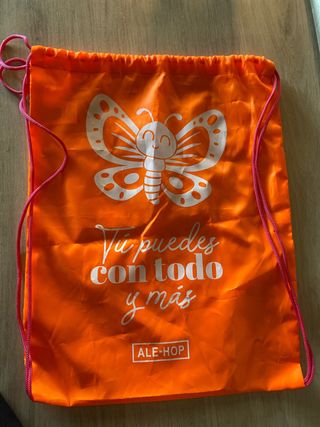 Tú puedes
con todo
y más
ALE-HOP